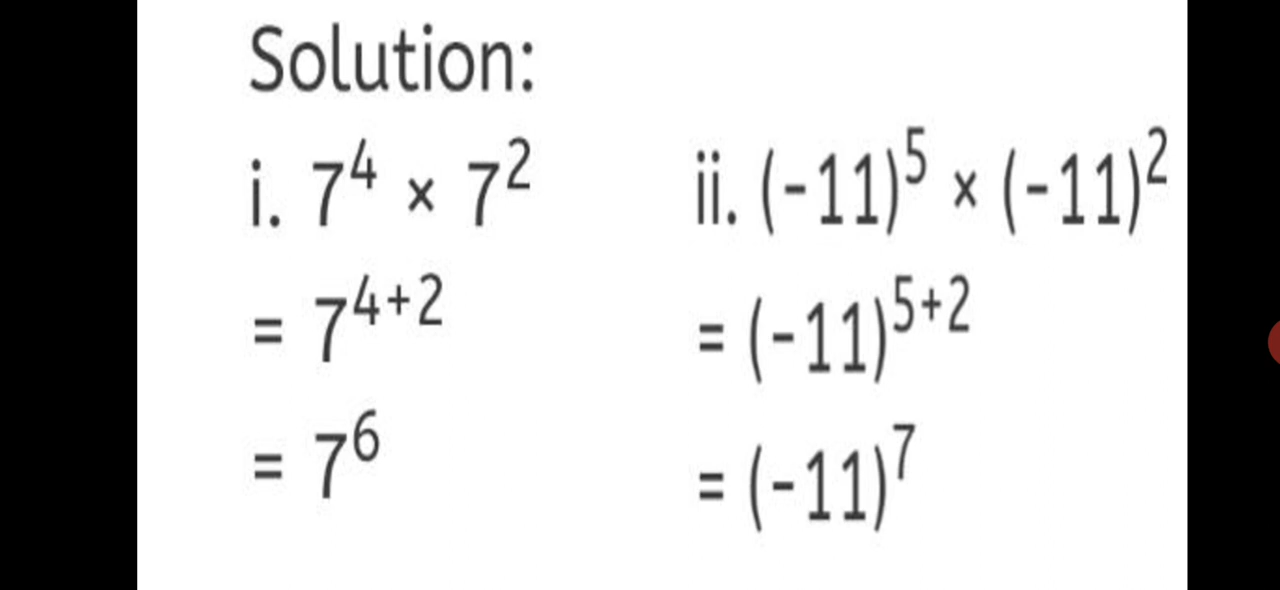 Solution:
i. 7⁴ × 7²
= 7⁴⁺²
= 7⁶
ii. (-11)⁵ × (-11)²
= (-11)⁵⁺²
= (-11)⁷